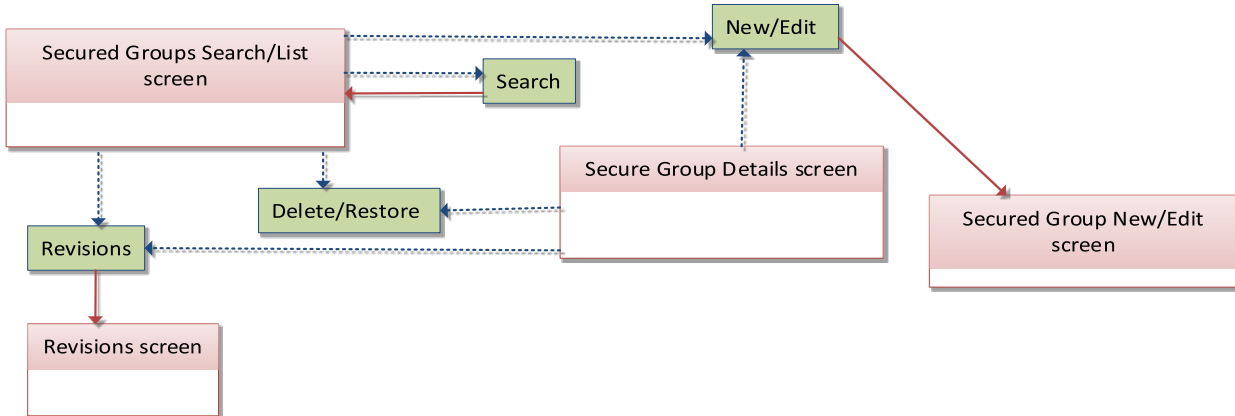 New/Edit
Secured Groups Search/List
screen
Search
Secure Group Details screen
Delete/Restore
Secured Group New/Edit
screen
Revisions
Revisions screen